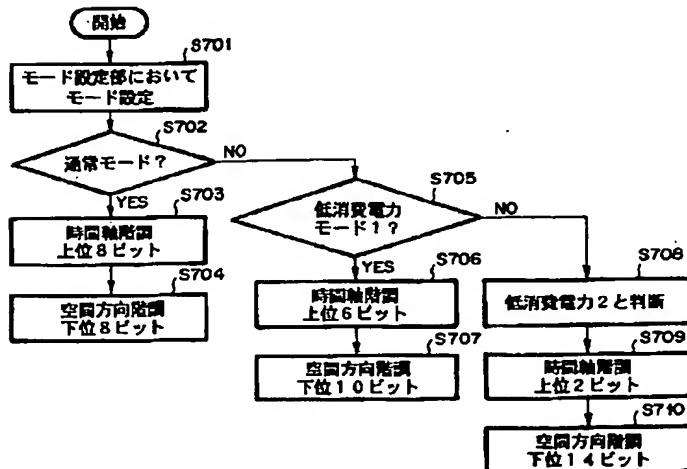 開始
S701
モード設定部において
モード設定
S702
通常モード?
NO
YES
S703
時間軸階調
上位8ビット
S704
空間方向階調
下位8ビット
S705
低消費電力
モード1?
NO
YES
S706
時間軸階調
上位6ビット
S707
空間方向階調
下位10ビット
S708
低消費電力2と判断
S709
時間軸階調
上位2ビット
S710
空間方向階調
下位14ビット